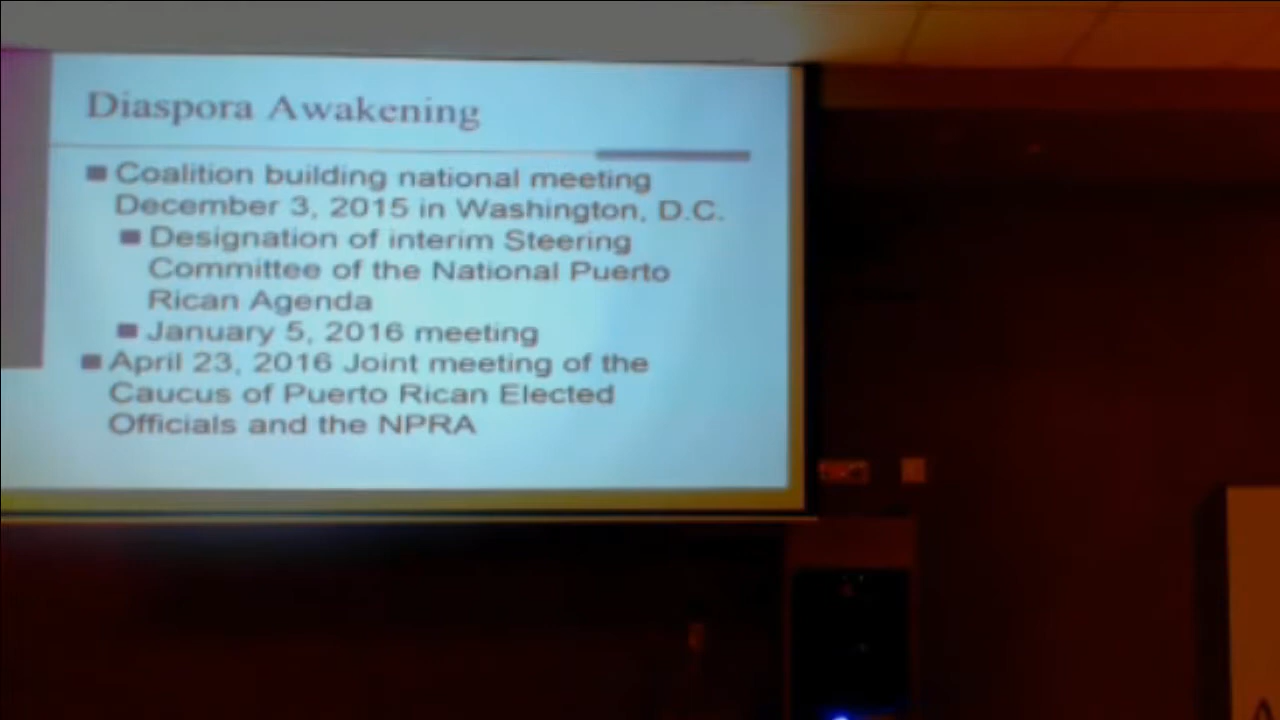 Diaspora Awakening
Coalition building national meeting
December 3, 2015 in Washington, D.C.
Designation of interim Steering
Committee of the National Puerto
Rican Agenda
January 5, 2016 meeting
April 23, 2016 Joint meeting of the
Caucus of Puerto Rican Elected
Officials and the NPRA